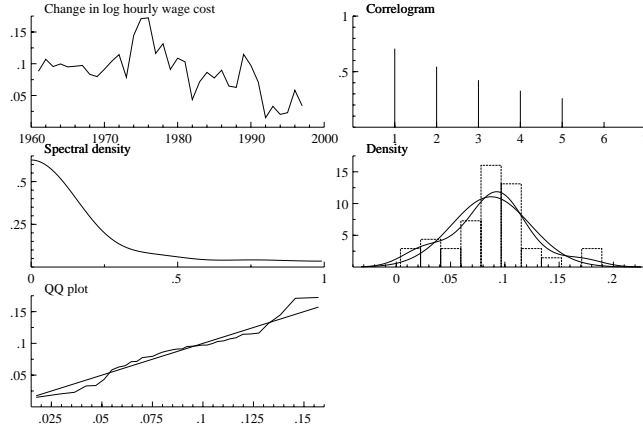 Change in log hourly wage cost
.15
.1
.05
1960 1970 1980 1990 2000
Correlogram
1
.5
1 2 3 4 5 6
Spectral density
.5
.25
0 .5 1
Density
15
10
5
0 .05 .1 .15 .2
QQ plot
.15
.1
.05
.025 .05 .075 .1 .125 .15